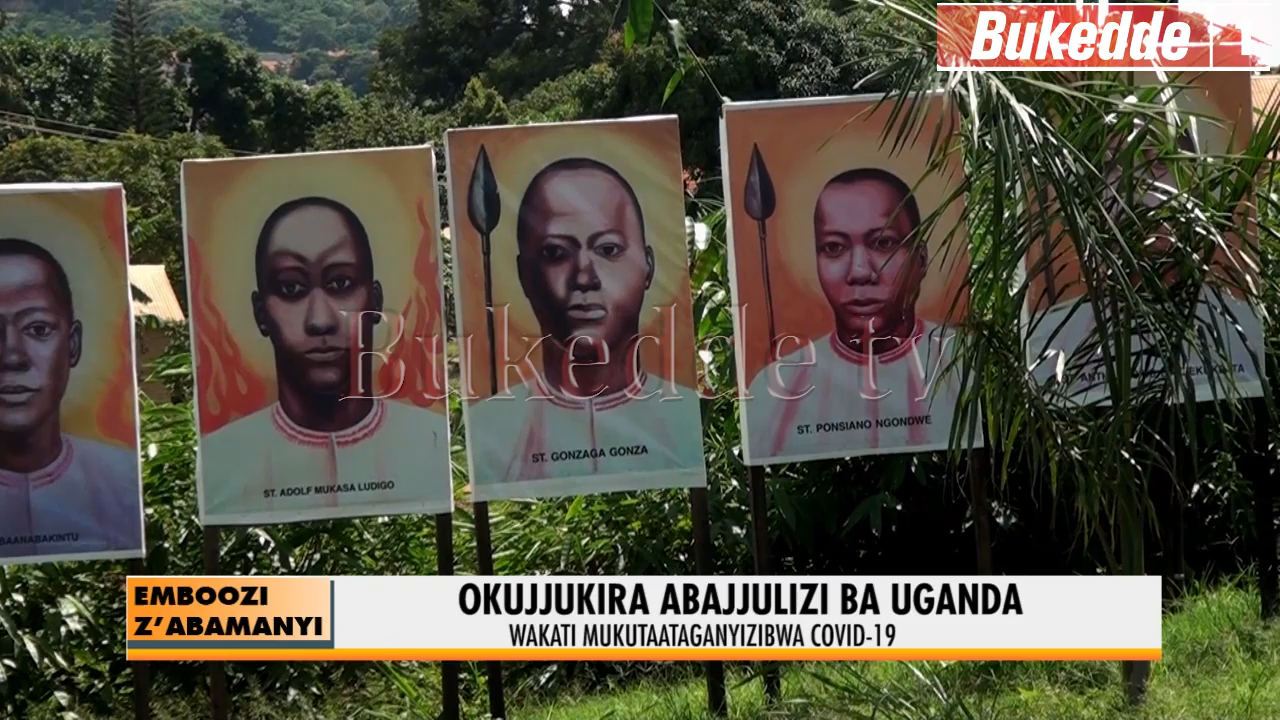 Bukedde 1
Bukedde tv
BAANABAKINTU
ST. ADOLF MUKASA LUDIGO
ST. GONZAGA GONZA
ST. PONSIANO NGONDWE
EMBOOZI
Z'ABAMANYI
OKUJJUKIRA ABAJJULIZI BA UGANDA
WAKATI MUKUTAATAGANYIZIBWA COVID-19